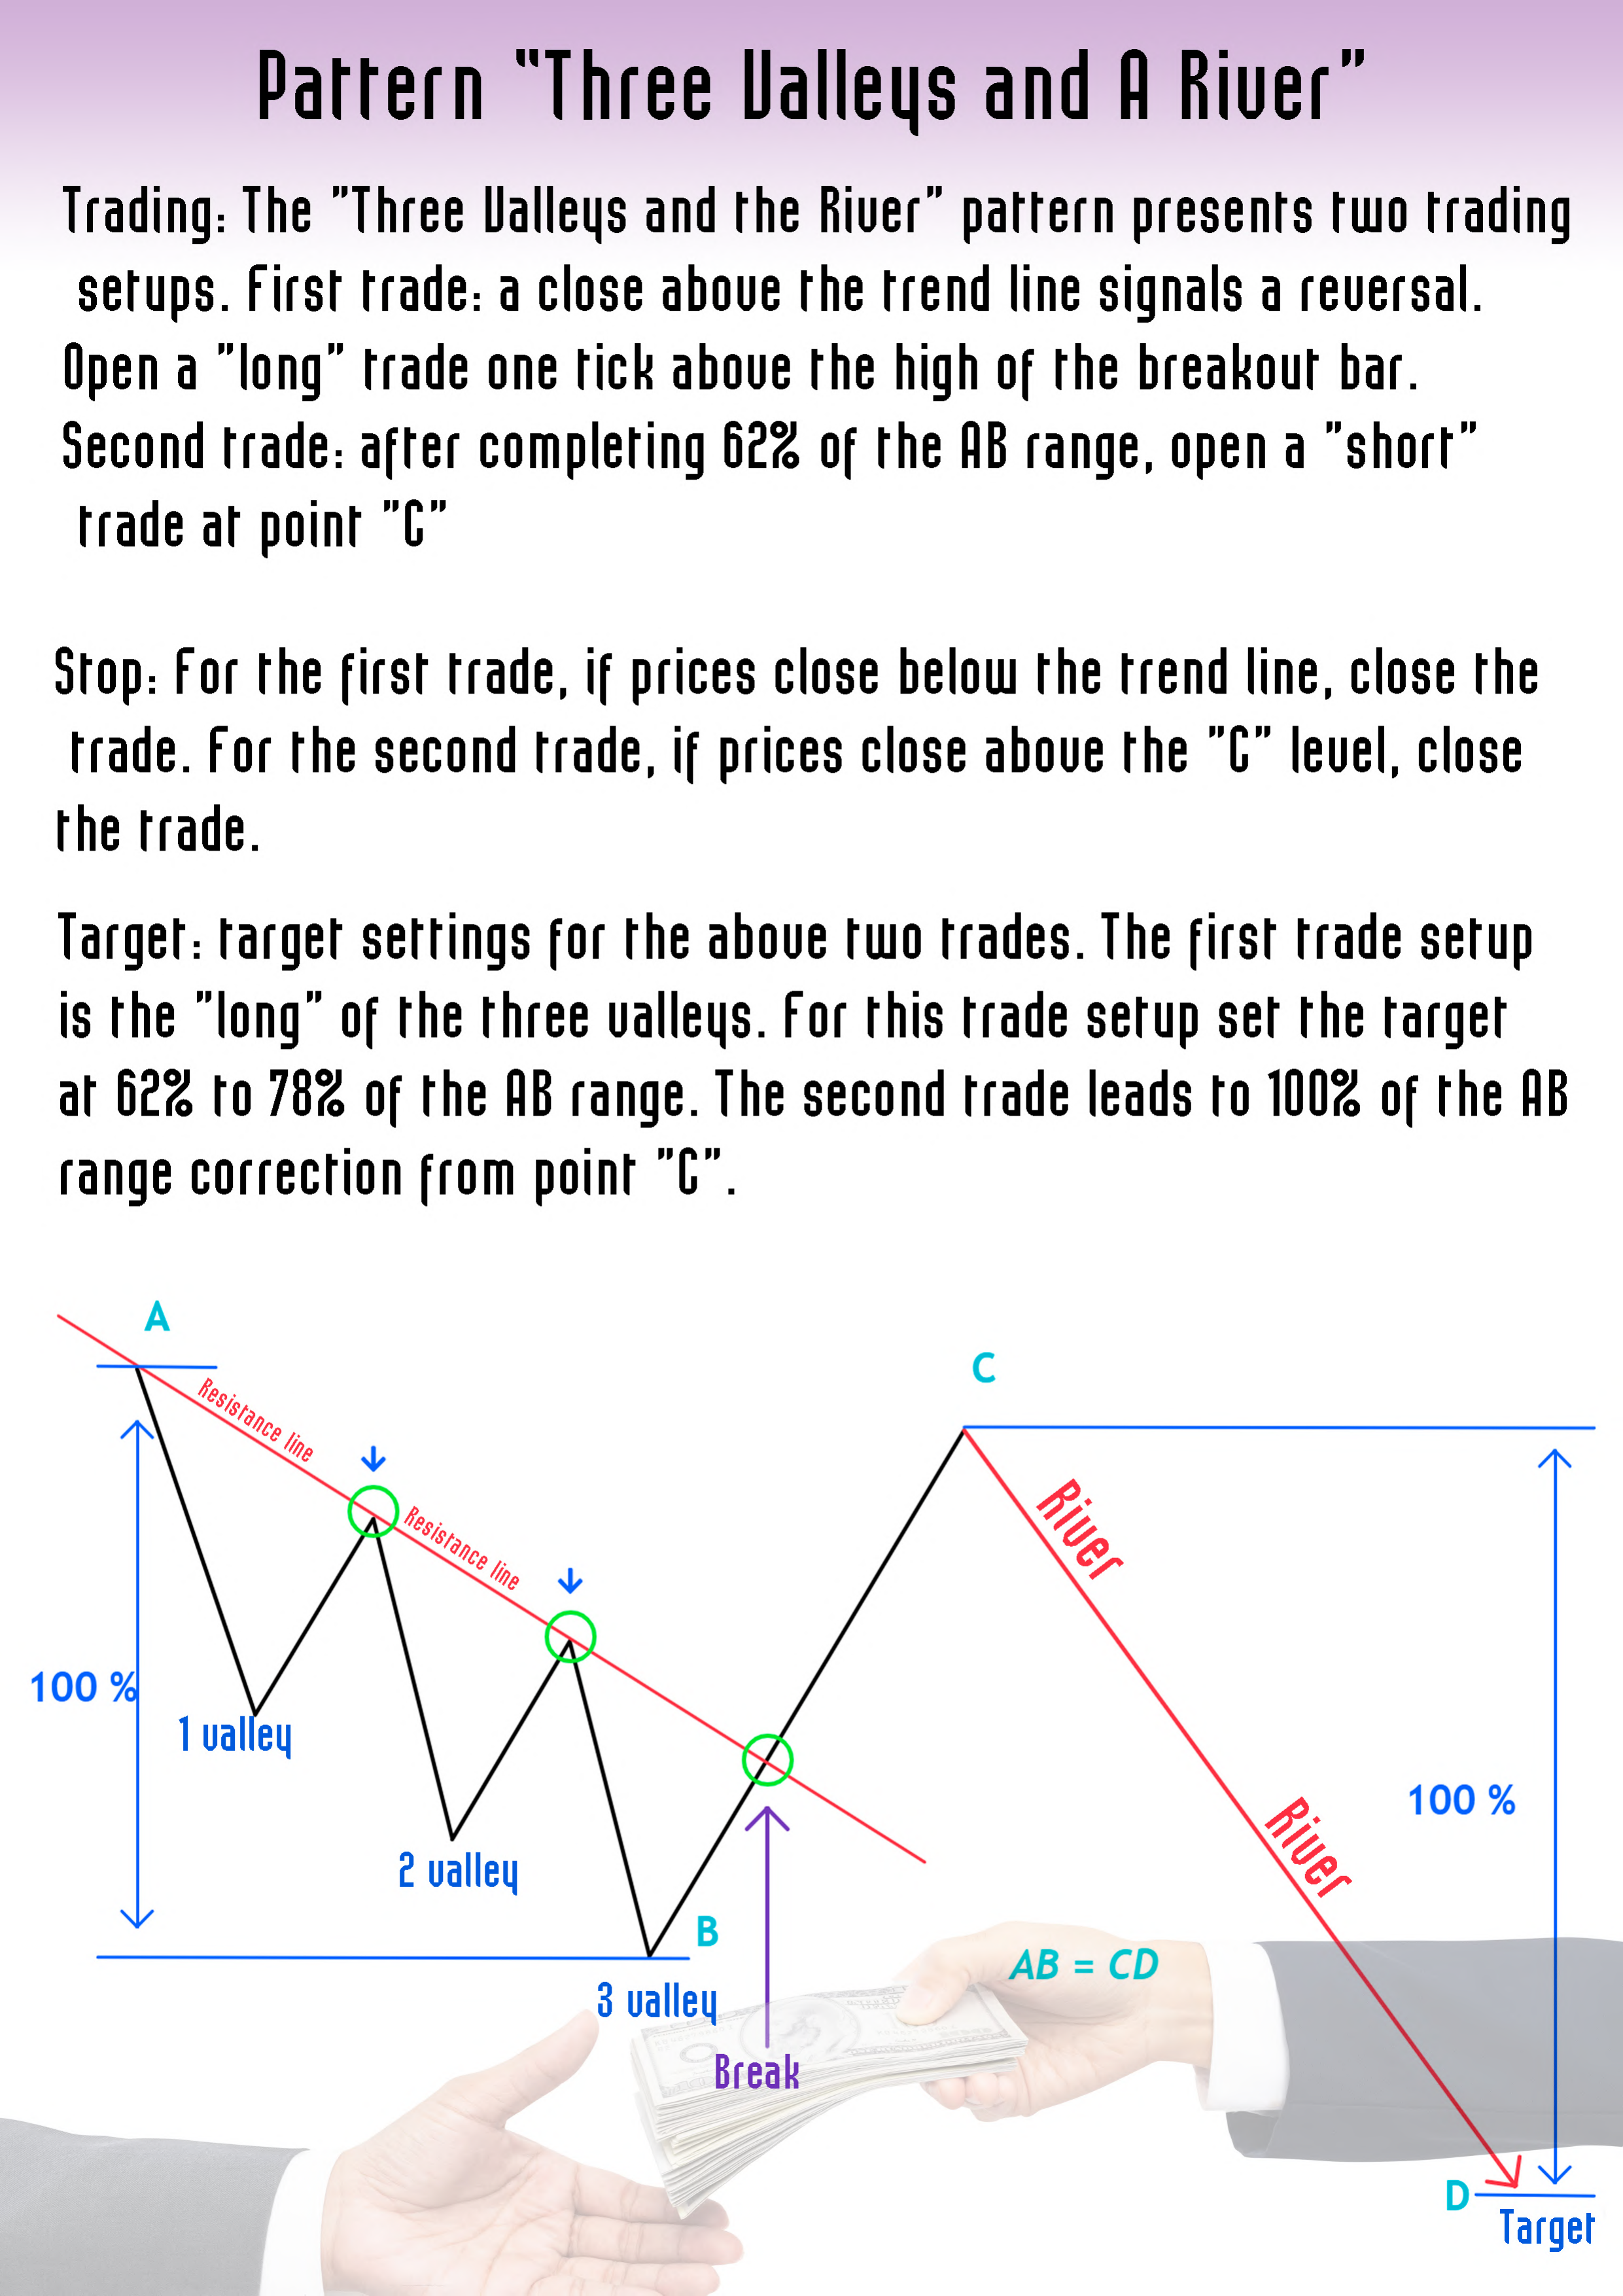 Pattern “Three Valleys and A River”
Trading: The "Three Valleys and the River" pattern presents two trading
setups. First trade: a close above the trend line signals a reversal.
Open a "long" trade one tick above the high of the breakout bar.
Second trade: after completing 62% of the AB range, open a "short"
trade at point "C"
Stop: For the first trade, if prices close below the trend line, close the
trade. For the second trade, if prices close above the "C" level, close
the trade.
Target: target settings for the above two trades. The first trade setup
is the "long" of the three valleys. For this trade setup set the target
at 62% to 78% of the AB range. The second trade leads to 100% of the AB
range correction from point "C".
A
C
Resistance line
Resistance line
River
100 %
1 valley
2 valley
River
100 %
B
AB = CD
3 valley
Break
D
Target